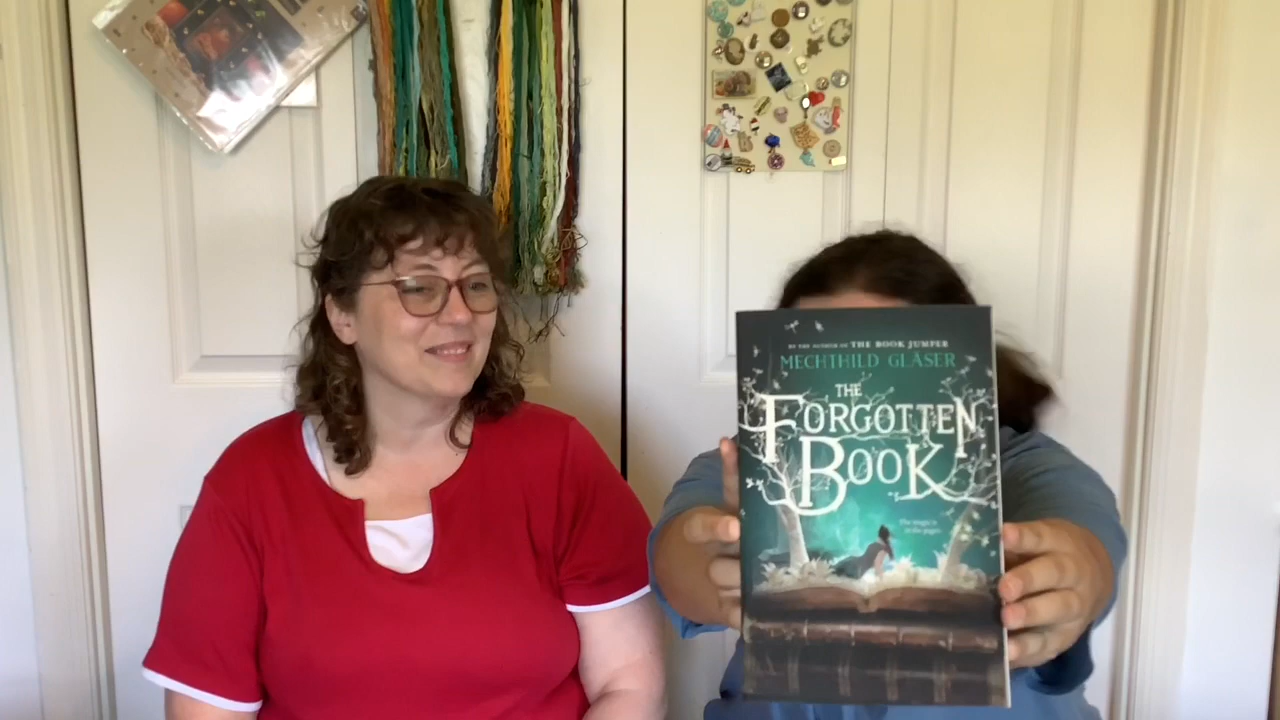 BY THE AUTHOR OF THE BOOK JUMPER
MECHTHILD GLÄSER
THE
FORGOTTEN
BOOK
The magic is
in the pages.